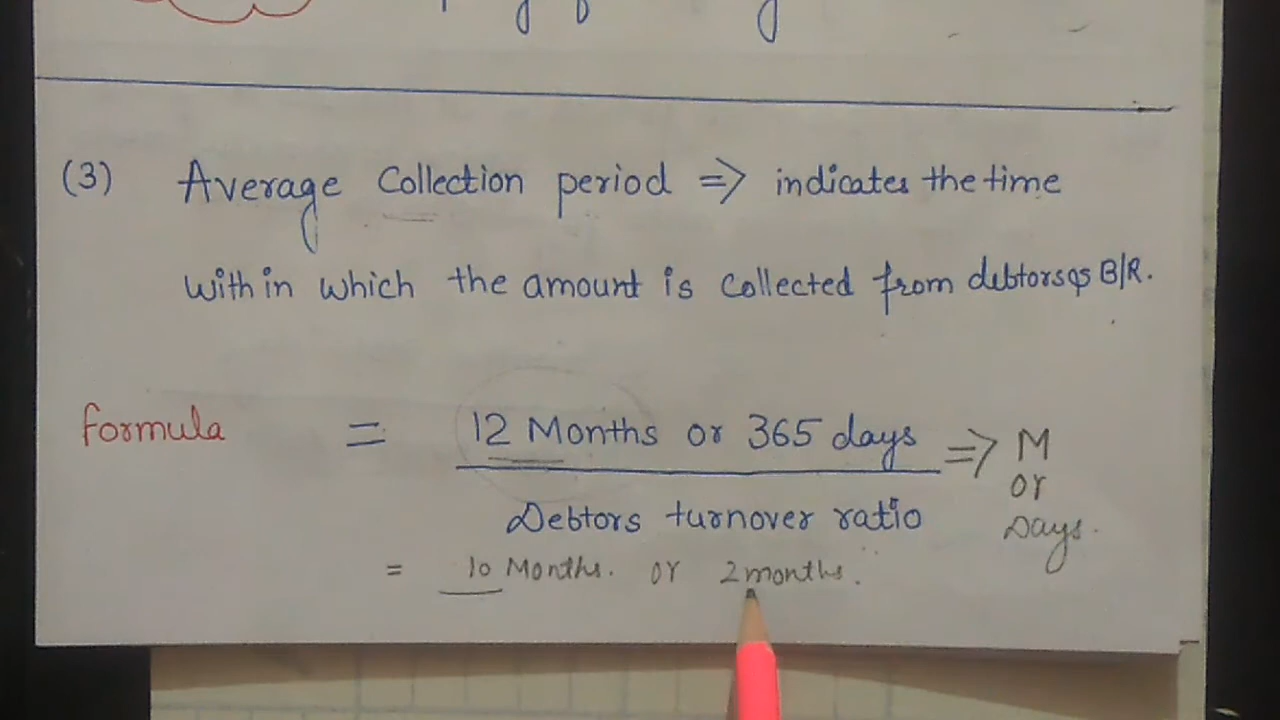 (3) Average Collection period => indicates the time
with in which the amount is collected from debtors & B/R.
formula = 12 Months or 365 days => M
or
Debtors turnover ratio Days.
= 10 Months. or 2 months.